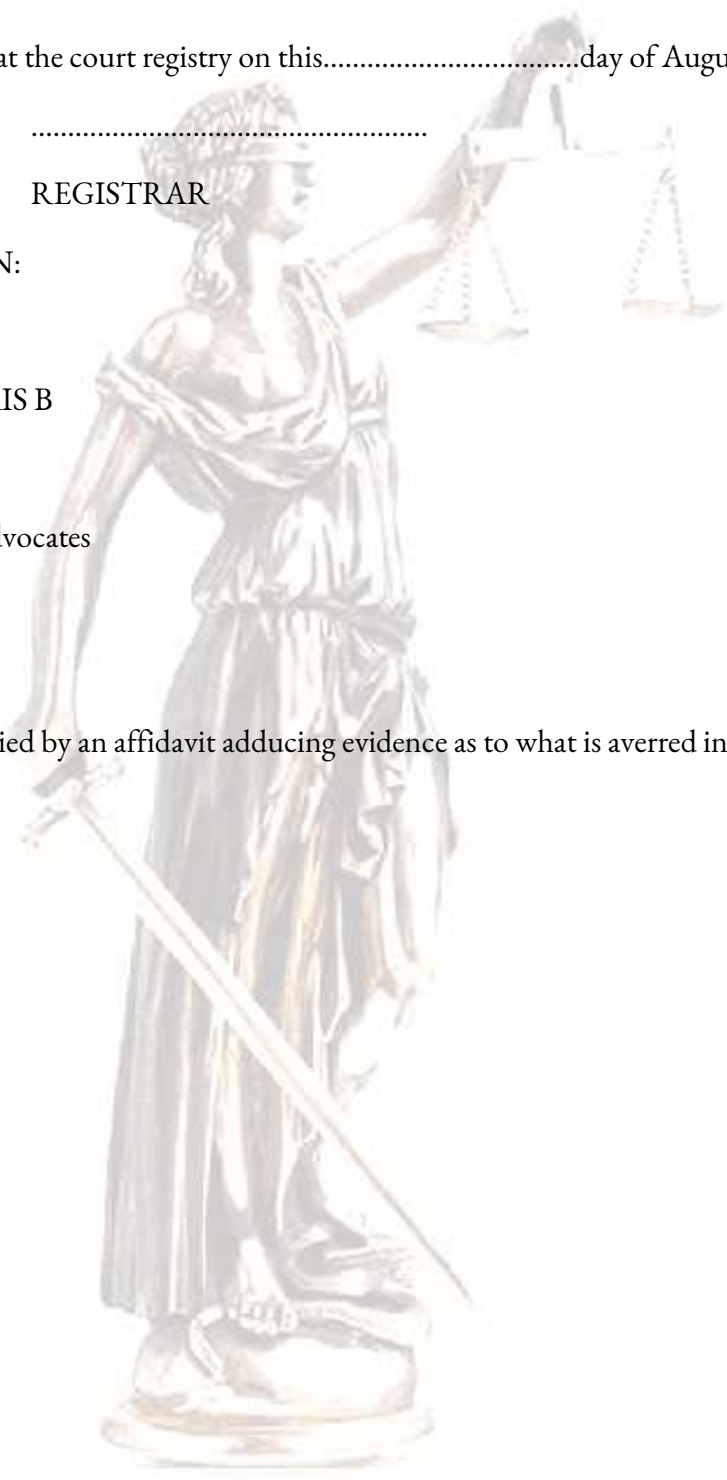 at the court registry on this...................................day of Augu
......................................................
REGISTRAR
N:
IS B
dvocates
ied by an affidavit adducing evidence as to what is averred in